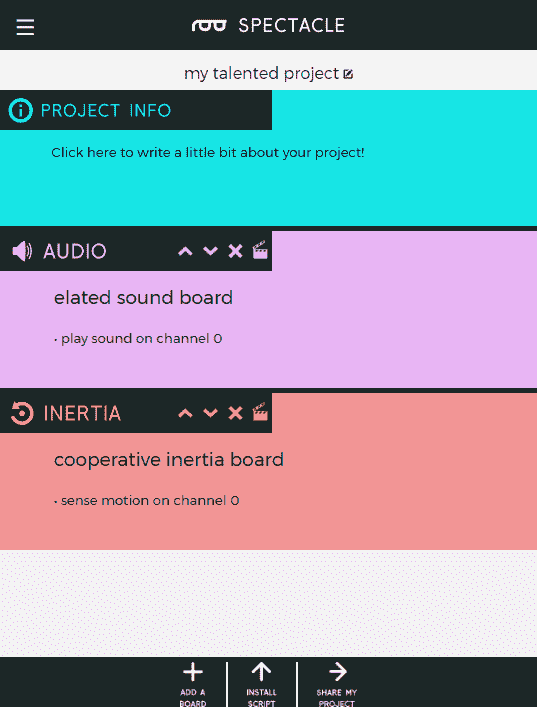 SPECTACLE
my talented project
PROJECT INFO
Click here to write a little bit about your project!
AUDIO
elated sound board
• play sound on channel 0
INERTIA
cooperative inertia board
• sense motion on channel 0
ADD A
BOARD
INSTALL
SCRIPT
SHARE MY
PROJECT